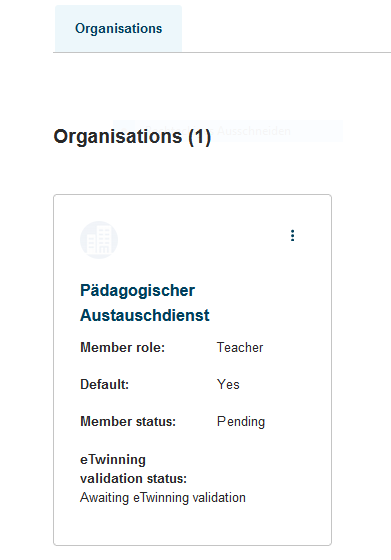 Organisations
Ausschneiden
Organisations (1)
Pädagogischer
Austauschdienst
Member role: Teacher
Default: Yes
Member status: Pending
eTwinning
validation status:
Awaiting eTwinning validation